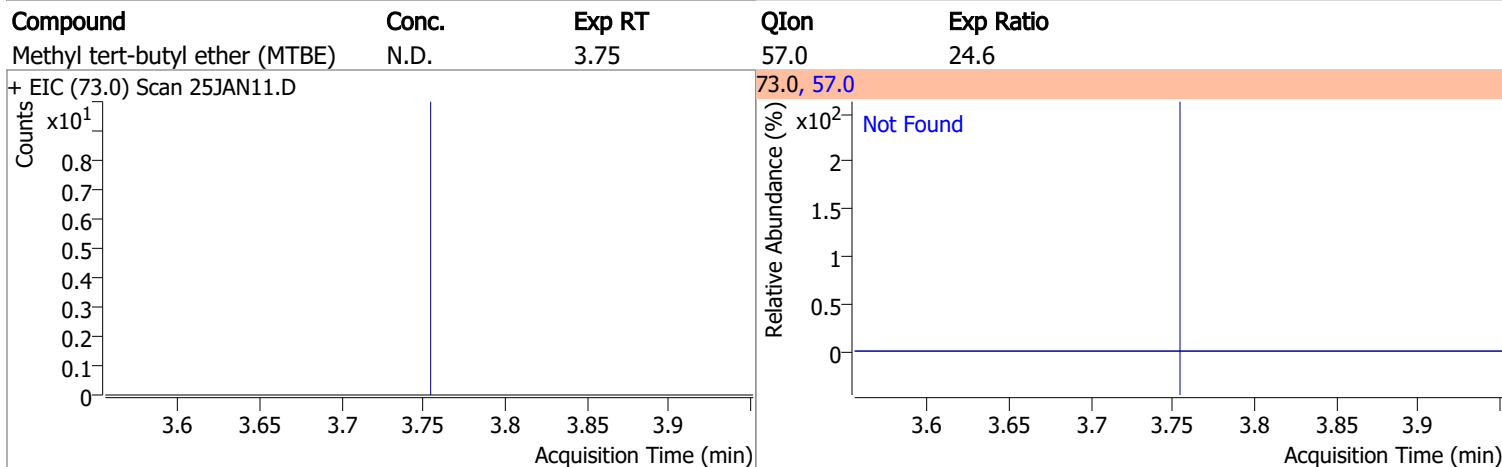 Compound Conc. Exp RT QIon Exp Ratio
Methyl tert-butyl ether (MTBE) N.D. 3.75 57.0 24.6
+ EIC (73.0) Scan 25JAN11.D
Counts
x10¹
0.8
0.7
0.6
0.5
0.4
0.3
0.2
0.1
0
3.6 3.65 3.7 3.75 3.8 3.85 3.9
Acquisition Time (min)
73.0, 57.0
Relative Abundance (%)
x10²
Not Found
2
1.5
1
0.5
0
3.6 3.65 3.7 3.75 3.8 3.85 3.9
Acquisition Time (min)